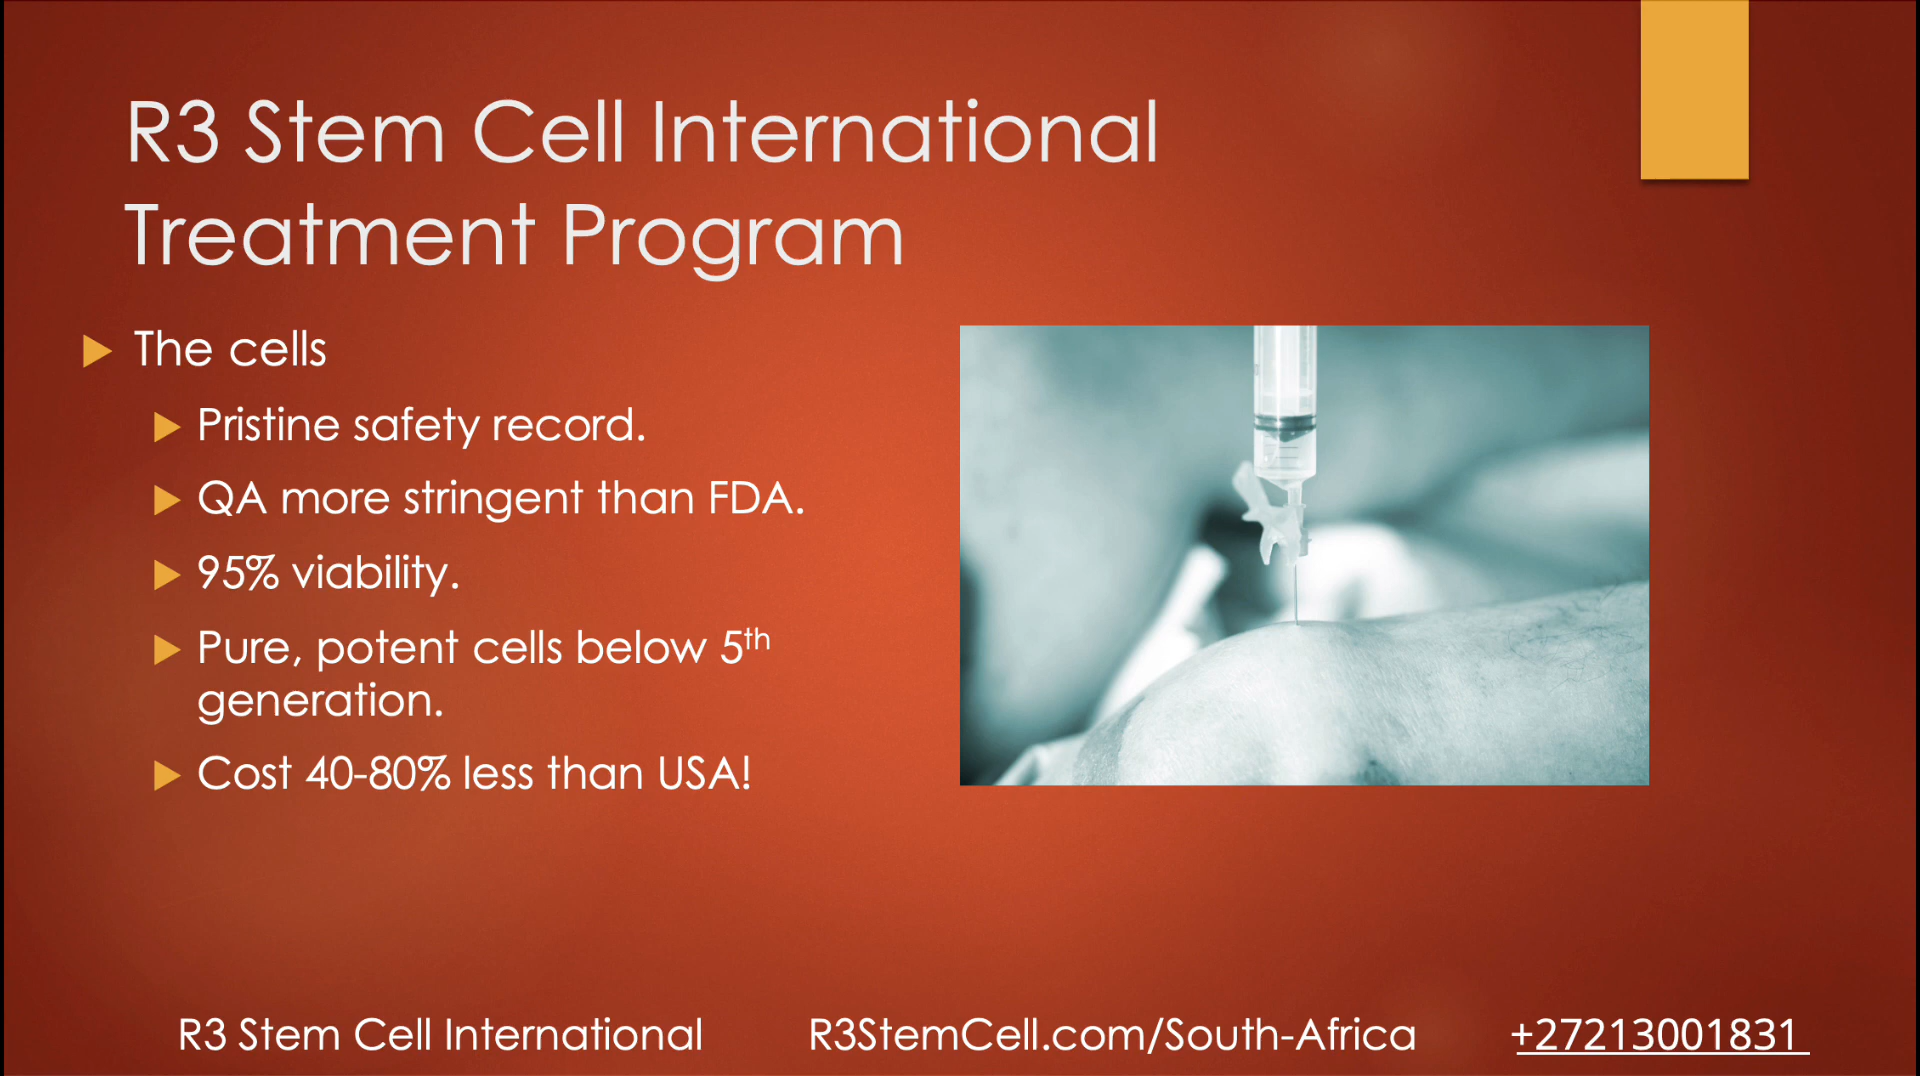 R3 Stem Cell International
Treatment Program
The cells
Pristine safety record.
QA more stringent than FDA.
95% viability.
Pure, potent cells below 5th
generation.
Cost 40-80% less than USA!
R3 Stem Cell International R3StemCell.com/South-Africa +27213001831